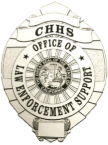 CHHS
OFFICE OF
LAW ENFORCEMENT SUPPORT